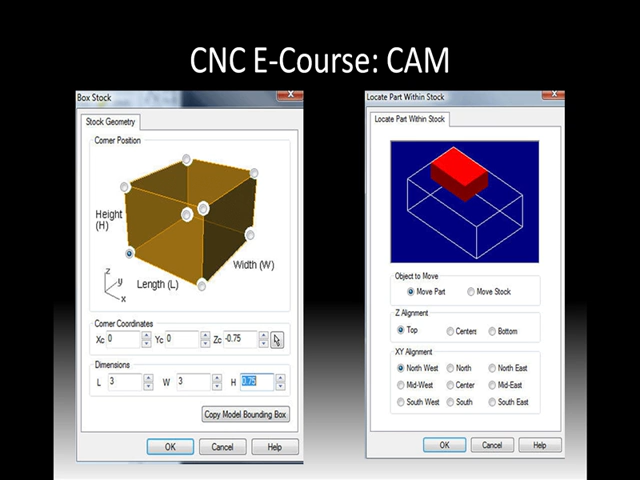 CNC E-Course: CAM
Box Stock
Stock Geometry
Corner Position
Height
(H)
Width (W)
Length (L)
z
y
x
Corner Coordinates
Xc 0 Yc 0 Zc -0.75
Dimensions
L 3 W 3 H 0.75
Copy Model Bounding Box
OK Cancel Help
Locate Part Within Stock
Locate Part Within Stock
Object to Move
Move Part Move Stock
Z Alignment
Top Centers Bottom
XY Alignment
North West North North East
Mid-West Center Mid-East
South West South South East
OK Cancel Help